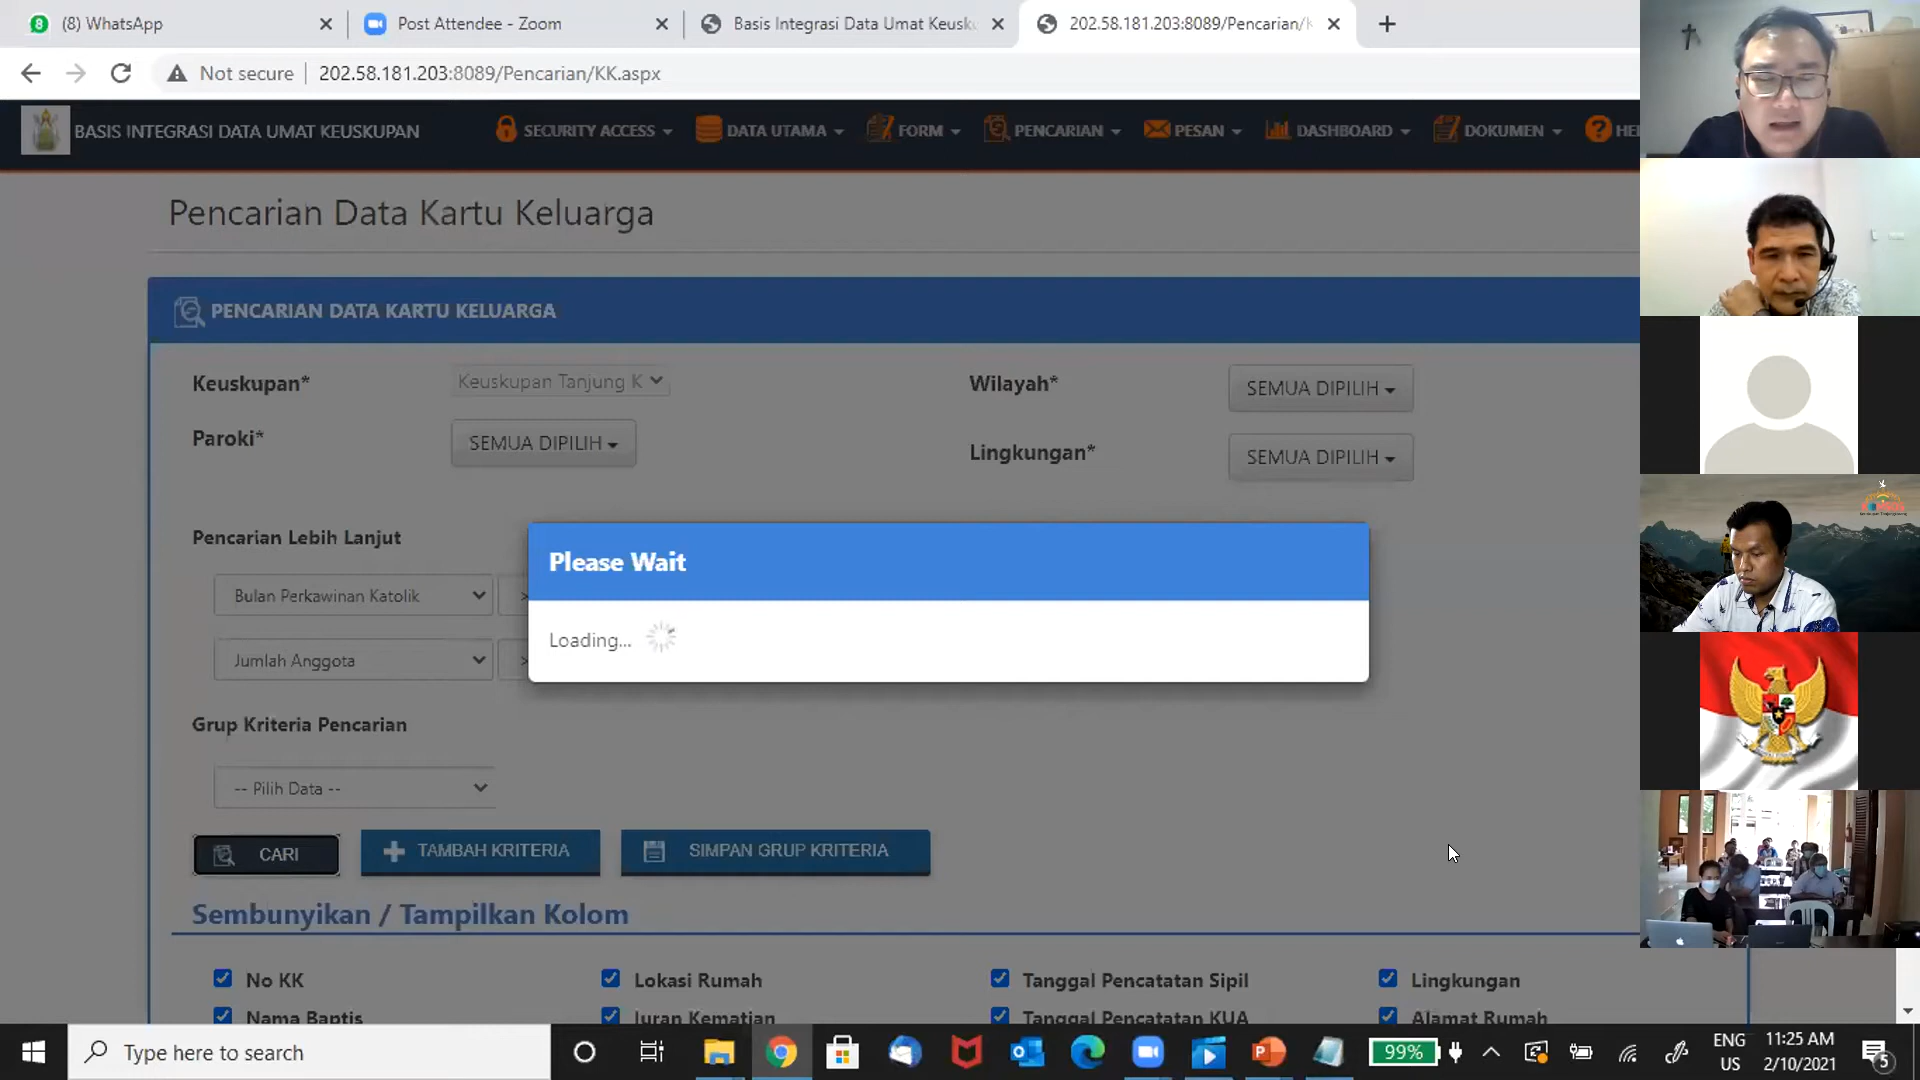 (8) WhatsApp
Post Attendee - Zoom
Basis Integrasi Data Umat Keusk
202.58.181.203:8089/Pencarian/
Not secure
202.58.181.203:8089/Pencarian/KK.aspx
BASIS INTEGRASI DATA UMAT KEUSKUPAN
SECURITY ACCESS
DATA UTAMA
FORM
PENCARIAN
PESAN
DASHBOARD
DOKUMEN
Pencarian Data Kartu Keluarga
PENCARIAN DATA KARTU KELUARGA
Keuskupan*
Keuskupan Tanjung K
Wilayah*
SEMUA DIPILIH
Paroki*
SEMUA DIPILIH
Lingkungan*
SEMUA DIPILIH
Pencarian Lebih Lanjut
Bulan Perkawinan Katolik
>
Jumlah Anggota
>
Please Wait
Loading...
Grup Kriteria Pencarian
-- Pilih Data --
CARI
TAMBAH KRITERIA
SIMPAN GRUP KRITERIA
Sembunyikan / Tampilkan Kolom
No KK
Lokasi Rumah
Tanggal Pencatatan Sipil
Lingkungan
Nama Baptis
Iuran Kematian
Tanggal Pencatatan KUA
Alamat Rumah
Type here to search
99%
ENG
US
11:25 AM
2/10/2021
5